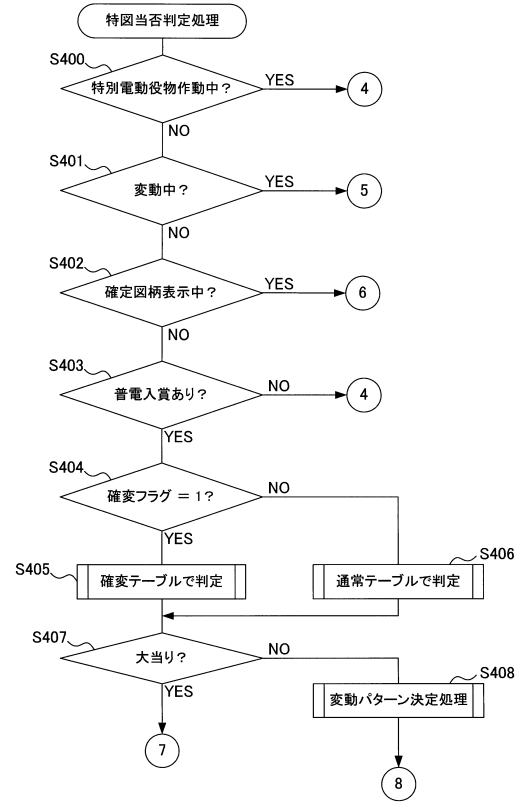 特図当否判定処理
S400
特別電動役物作動中？
YES
4
NO
S401
変動中？
YES
5
NO
S402
確定図柄表示中？
YES
6
NO
S403
普電入賞あり？
NO
4
YES
S404
確変フラグ = 1？
NO
YES
S405
確変テーブルで判定
S406
通常テーブルで判定
S407
大当り？
NO
YES
S408
変動パターン決定処理
7
8